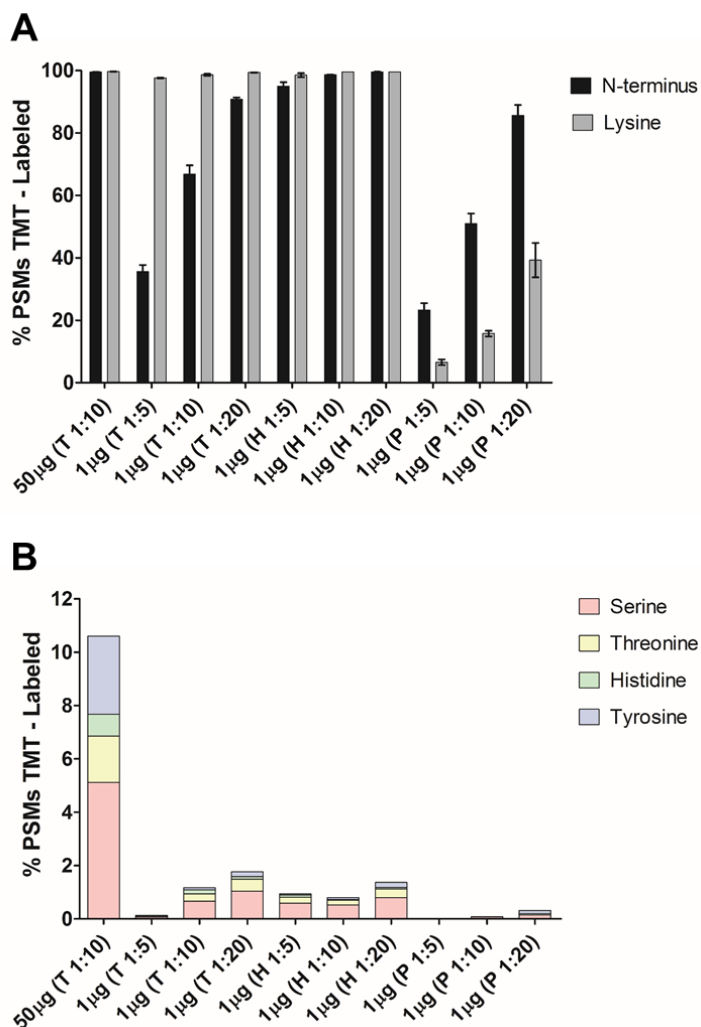 A
% PSMs TMT - Labeled
100
80
60
40
20
0
N-terminus
Lysine
50μg (T 1:10)
1μg (T 1:5)
1μg (T 1:10)
1μg (T 1:20)
1μg (H 1:5)
1μg (H 1:10)
1μg (H 1:20)
1μg (P 1:5)
1μg (P 1:10)
1μg (P 1:20)
B
% PSMs TMT - Labeled
12
10
8
6
4
2
0
Serine
Threonine
Histidine
Tyrosine
50μg (T 1:10)
1μg (T 1:5)
1μg (T 1:10)
1μg (T 1:20)
1μg (H 1:5)
1μg (H 1:10)
1μg (H 1:20)
1μg (P 1:5)
1μg (P 1:10)
1μg (P 1:20)